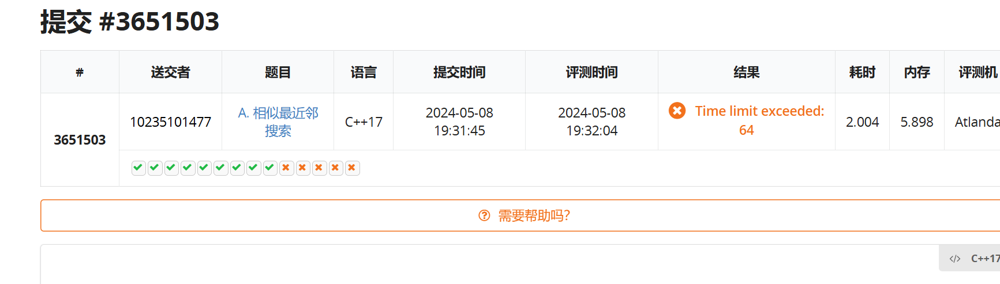 提交 #3651503
# 送交者 题目 语言 提交时间 评测时间 结果 耗时 内存 评测机
3651503 10235101477 A. 相似最近邻 C++17 2024-05-08 2024-05-08 Time limit exceeded: 2.004 5.898 Atlanda
搜索 19:31:45 19:32:04 64
需要帮助吗?
</> C++17